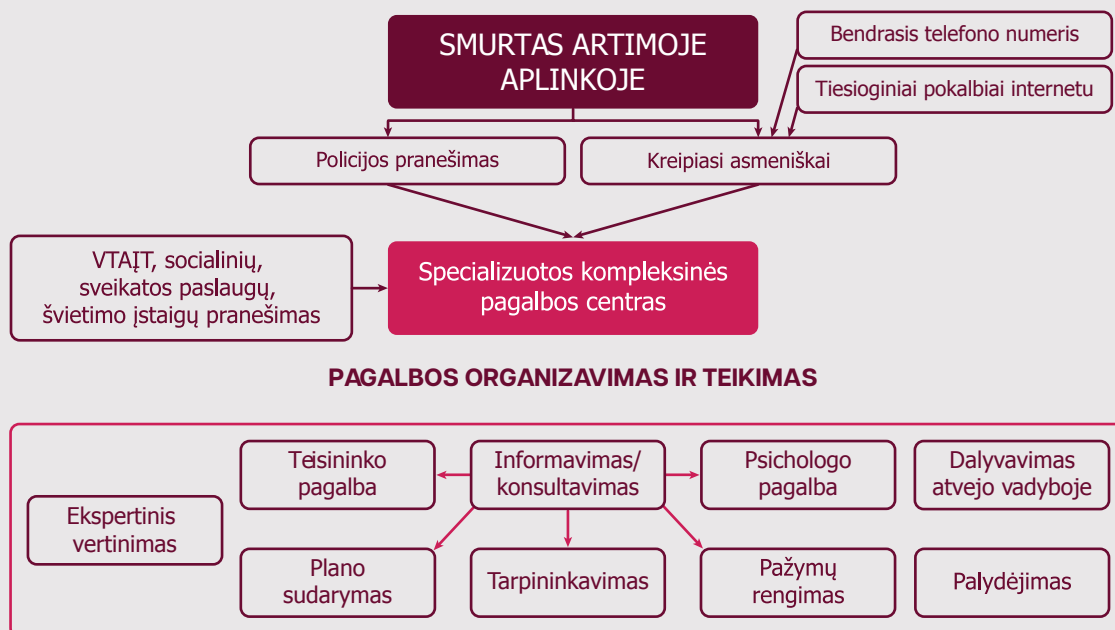 SMURTAS ARTIMOJE
APLINKOJE
Bendrasis telefono numeris
Tiesioginiai pokalbiai internetu
Policijos pranešimas
Kreipiasi asmeniškai
VTAĮT, socialinių,
sveikatos paslaugų,
švietimo įstaigų pranešimas
Specializuotos kompleksinės
pagalbos centras
PAGALBOS ORGANIZAVIMAS IR TEIKIMAS
Ekspertinis
vertinimas
Teisininko
pagalba
Informavimas/
konsultavimas
Psichologo
pagalba
Dalyvavimas
atvejo vadyboje
Plano
sudarymas
Tarpininkavimas
Pažymų
rengimas
Palydėjimas